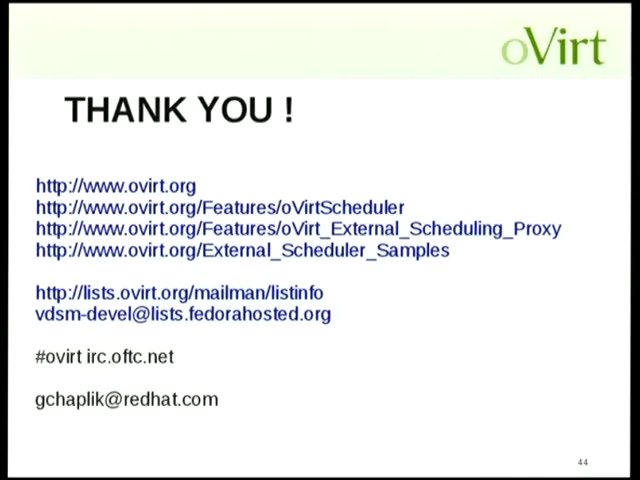 oVirt
THANK YOU !
http://www.ovirt.org
http://www.ovirt.org/Features/oVirtScheduler
http://www.ovirt.org/Features/oVirt_External_Scheduling_Proxy
http://www.ovirt.org/External_Scheduler_Samples
http://lists.ovirt.org/mailman/listinfo
vdsm-devel@lists.fedorahosted.org
#ovirt irc.oftc.net
gchaplik@redhat.com
44